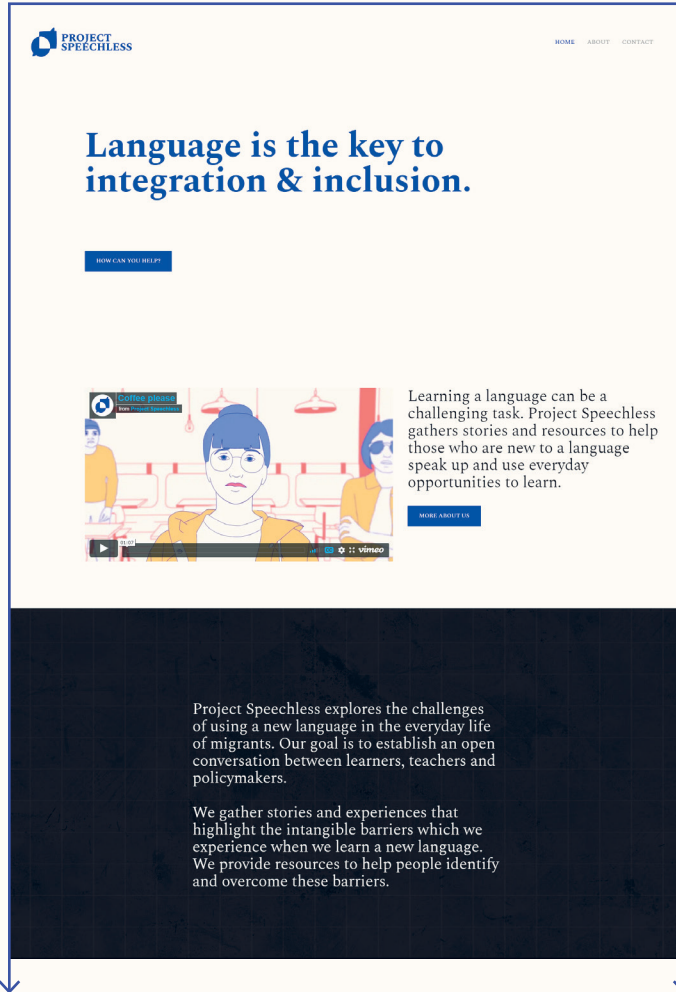 PROJECT
SPEECHLESS
HOME ABOUT CONTACT
Language is the key to
integration & inclusion.
HOW CAN YOU HELP?
Coffee please
from Project Speechless
01:07
vimeo
Learning a language can be a
challenging task. Project Speechless
gathers stories and resources to help
those who are new to a language
speak up and use everyday
opportunities to learn.
MORE ABOUT US
Project Speechless explores the challenges
of using a new language in the everyday life
of migrants. Our goal is to establish an open
conversation between learners, teachers and
policymakers.
We gather stories and experiences that
highlight the intangible barriers which we
experience when we learn a new language.
We provide resources to help people identify
and overcome these barriers.